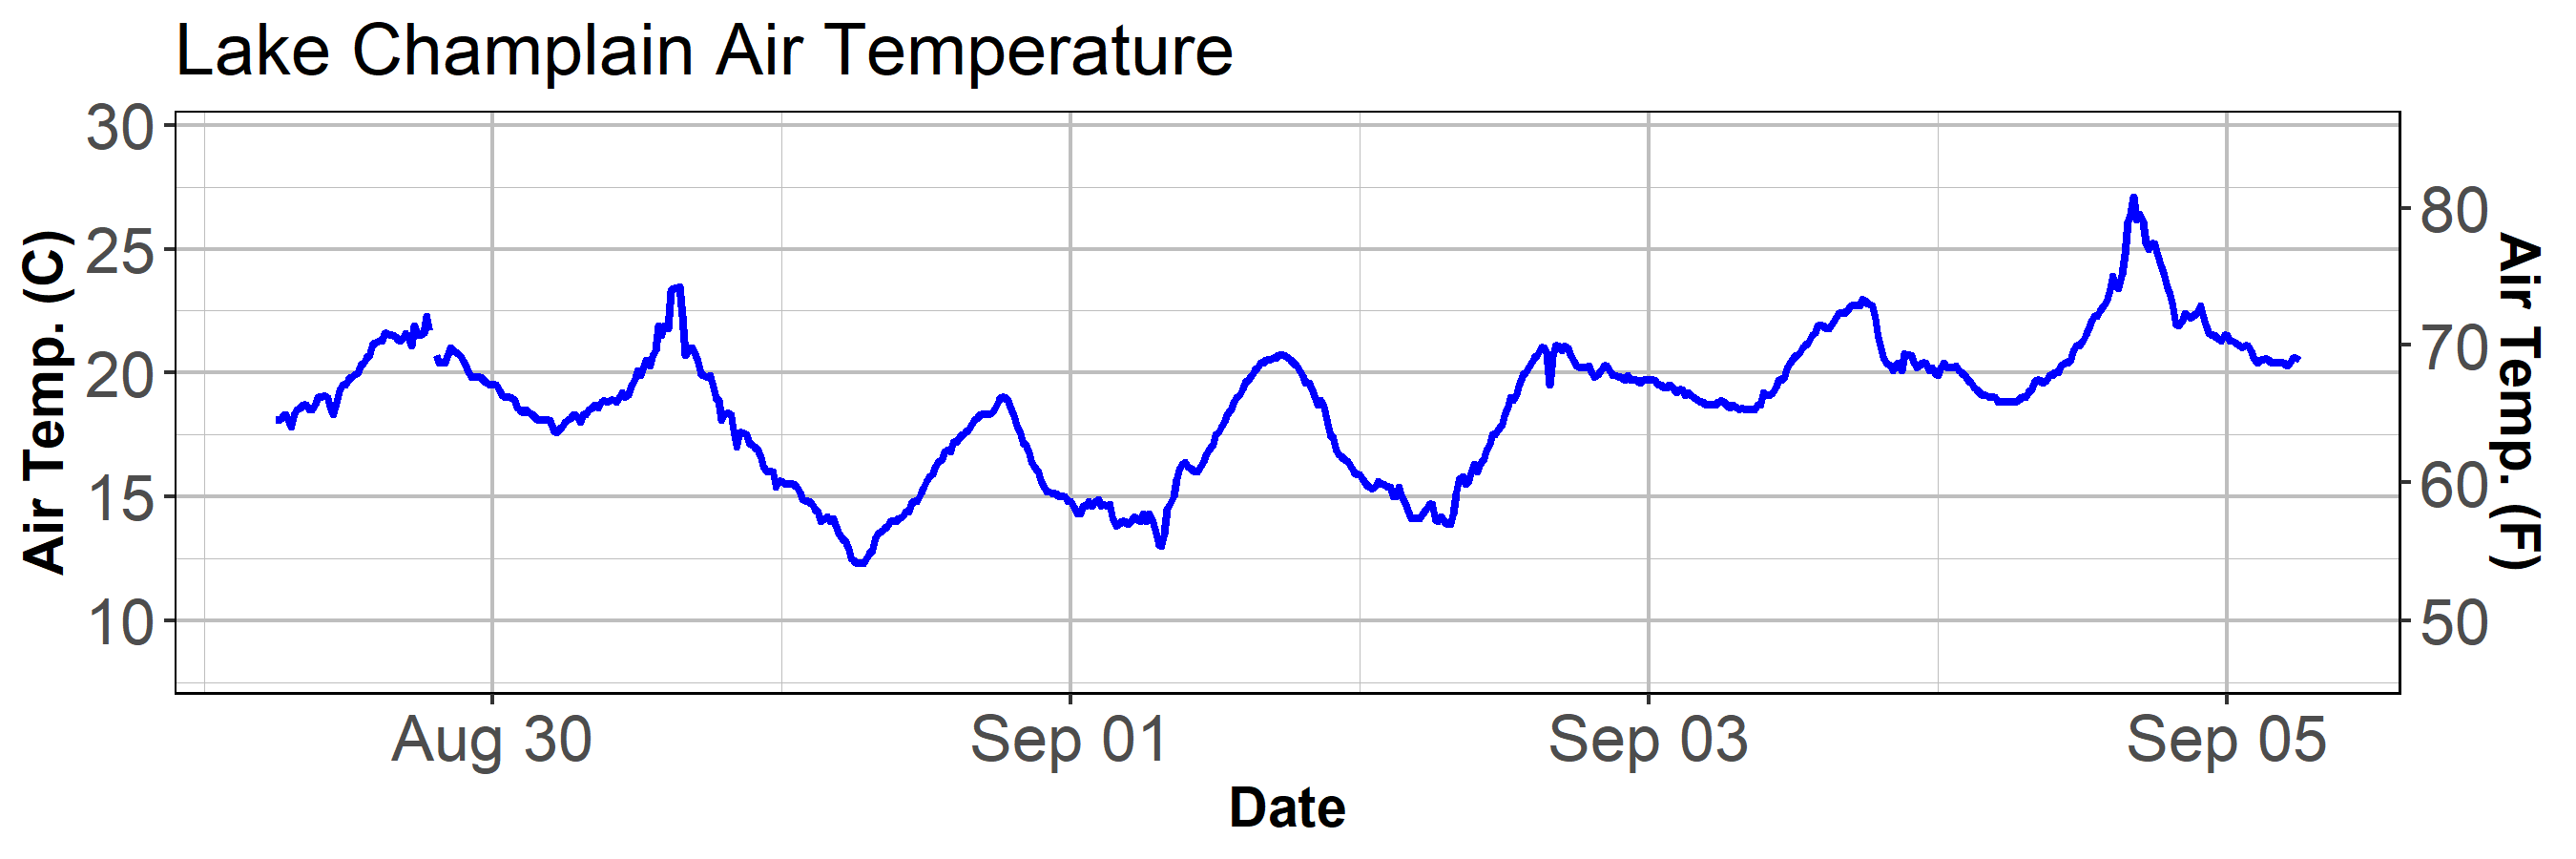 Lake Champlain Air Temperature
30
25
20
15
10
Air Temp. (C)
80
70
60
50
Air Temp. (F)
Aug 30 Sep 01 Sep 03 Sep 05
Date